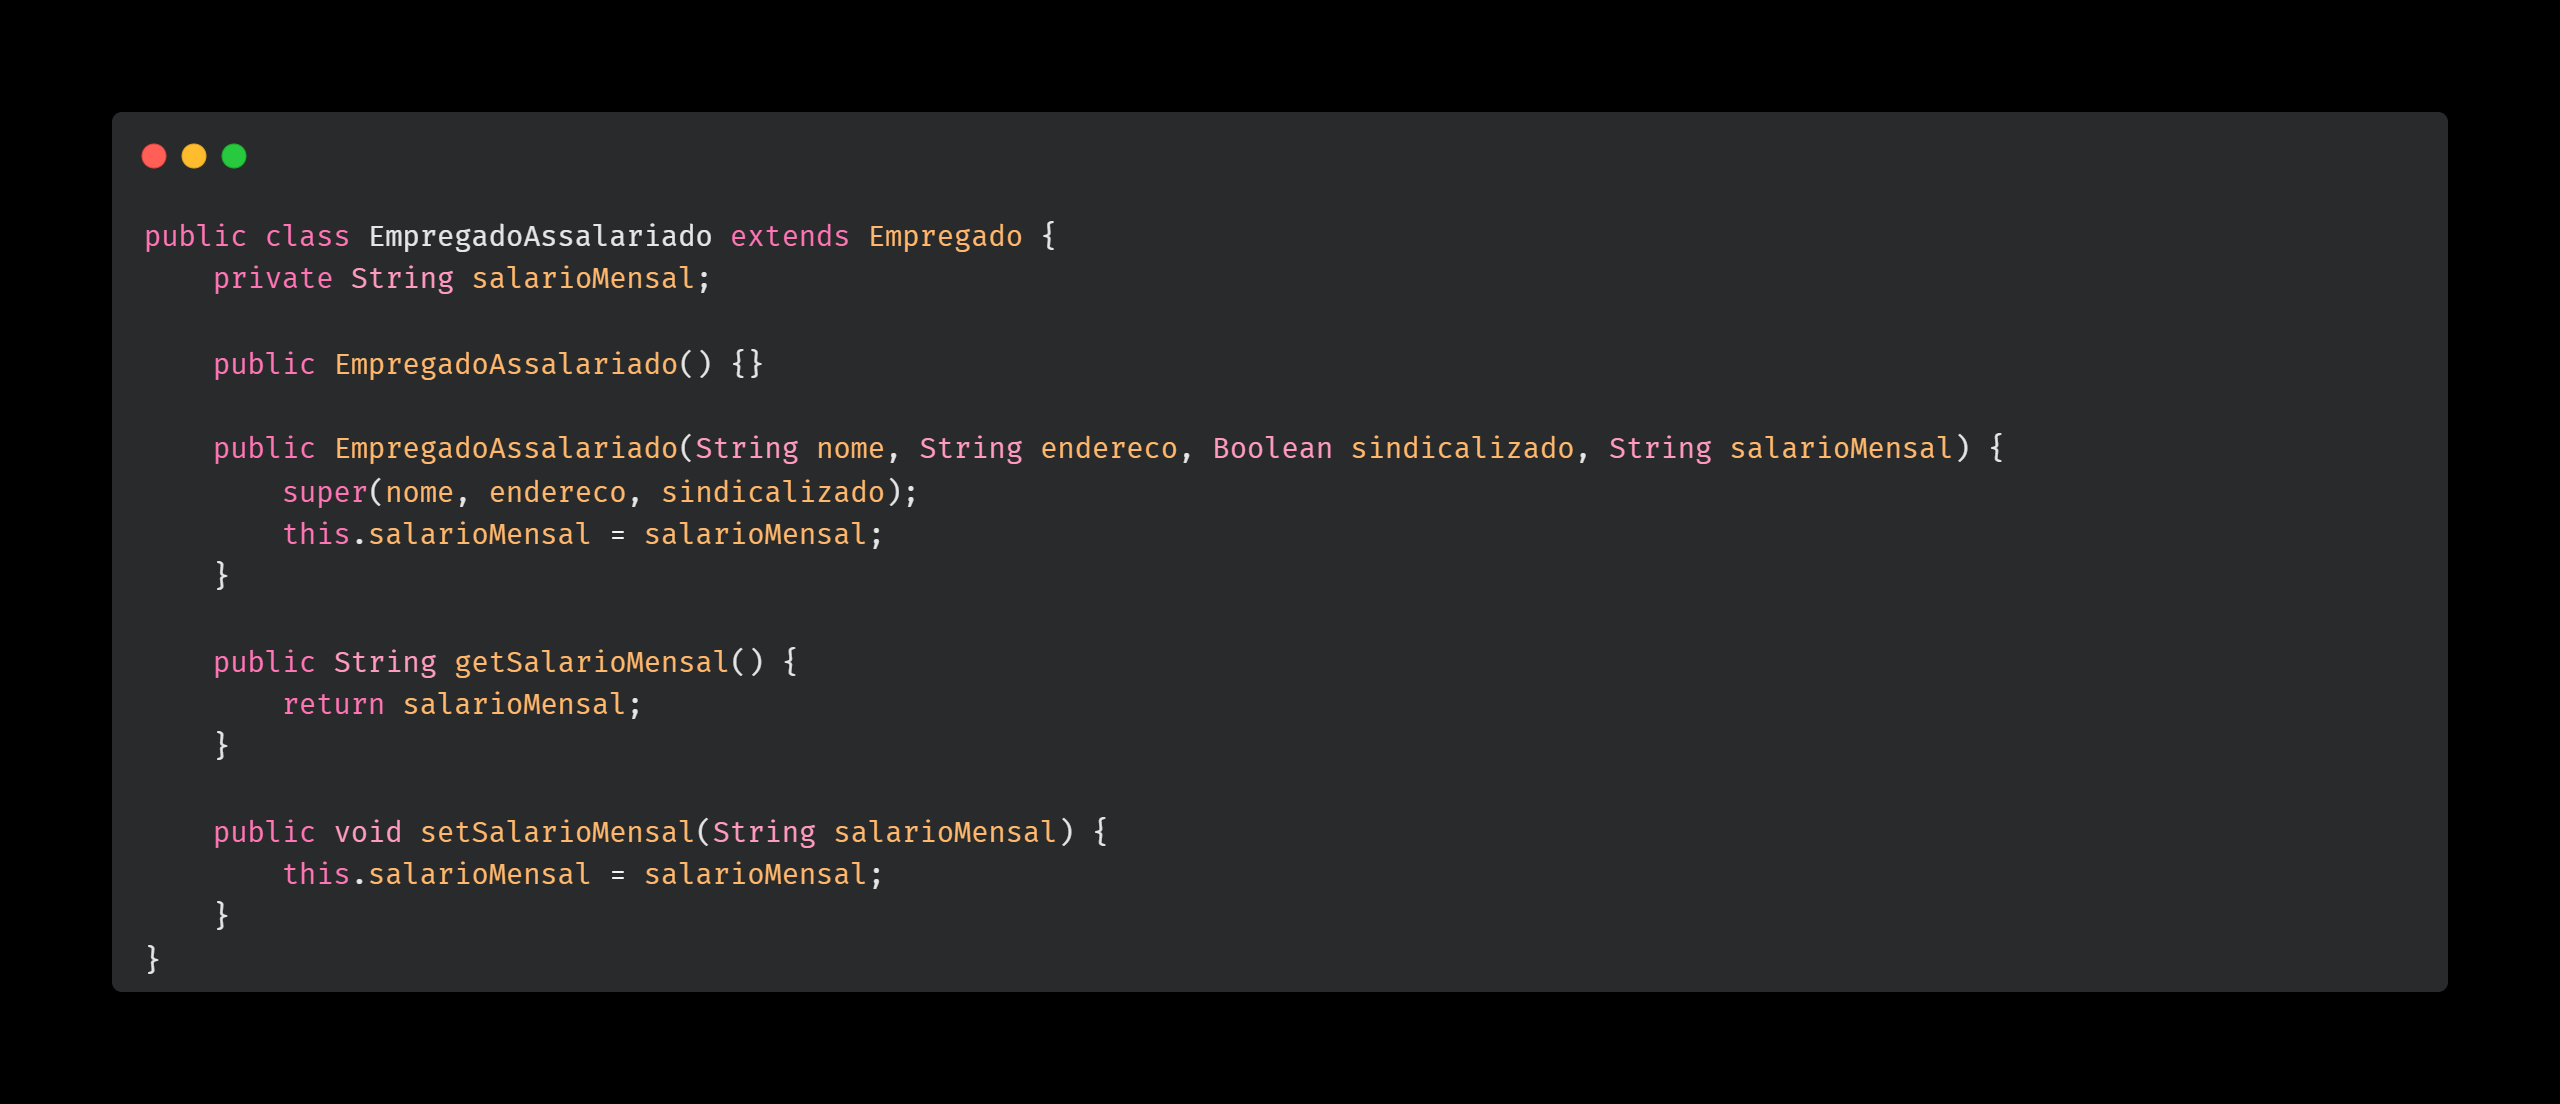 public class EmpregadoAssalariado extends Empregado {
    private String salarioMensal;

    public EmpregadoAssalariado() {}

    public EmpregadoAssalariado(String nome, String endereco, Boolean sindicalizado, String salarioMensal) {
        super(nome, endereco, sindicalizado);
        this.salarioMensal = salarioMensal;
    }

    public String getSalarioMensal() {
        return salarioMensal;
    }

    public void setSalarioMensal(String salarioMensal) {
        this.salarioMensal = salarioMensal;
    }
}